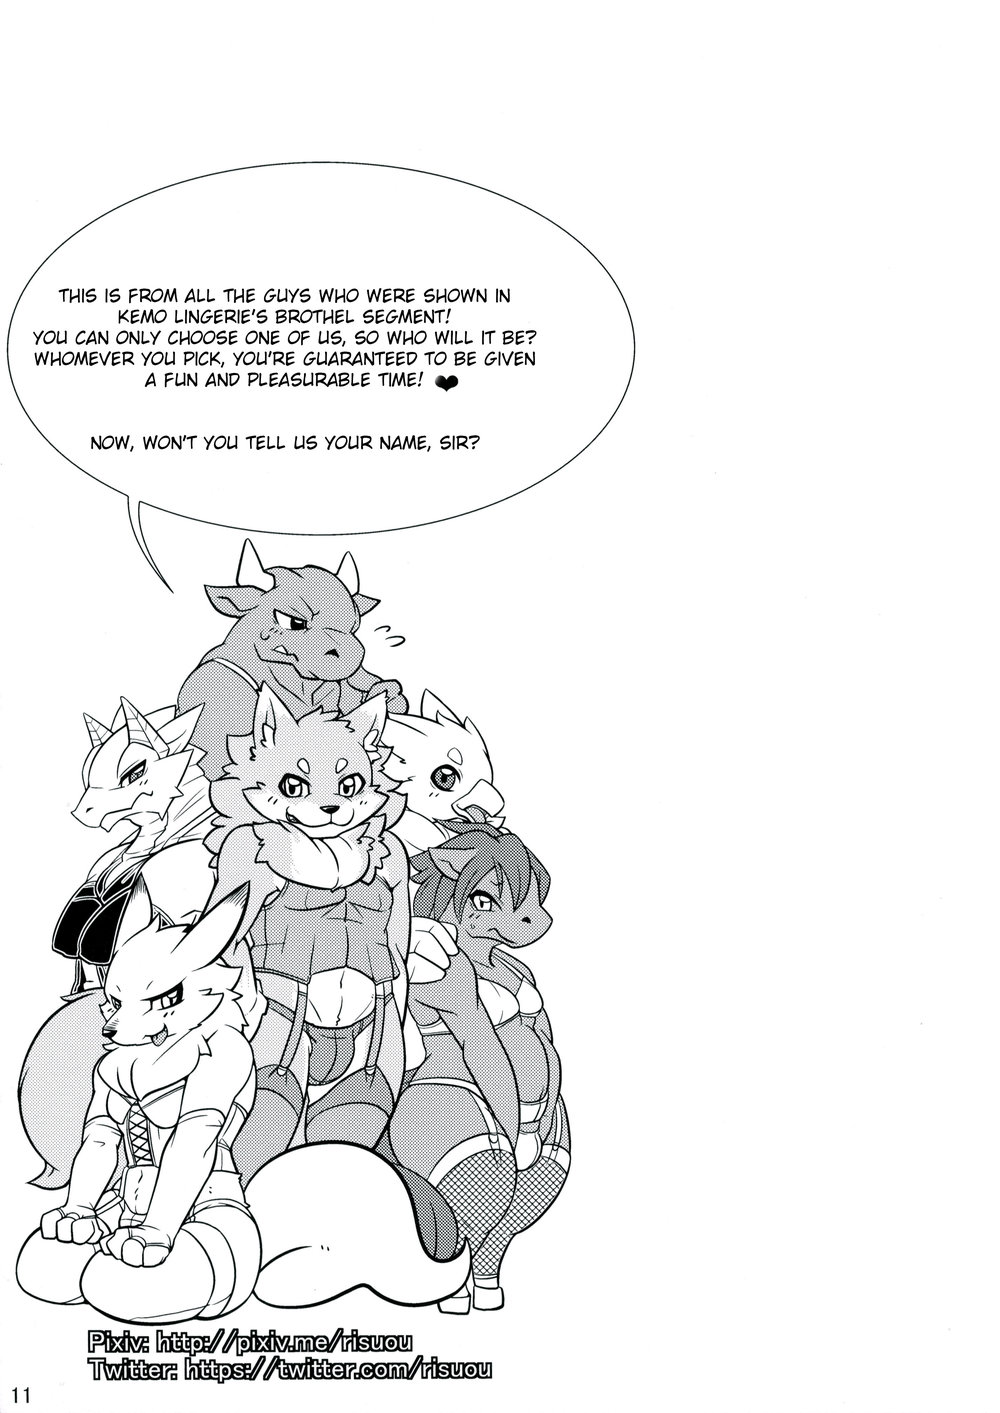 THIS IS FROM ALL THE GUYS WHO WERE SHOWN IN
KEMO LINGERIE'S BROTHEL SEGMENT!
YOU CAN ONLY CHOOSE ONE OF US, SO WHO WILL IT BE?
WHOMEVER YOU PICK, YOU'RE GUARANTEED TO BE GIVEN
A FUN AND PLEASURABLE TIME! ♥
NOW, WON'T YOU TELL US YOUR NAME, SIR?
Pixiv: http://pixiv.me/risuou
Twitter: https://twitter.com/risuou
11